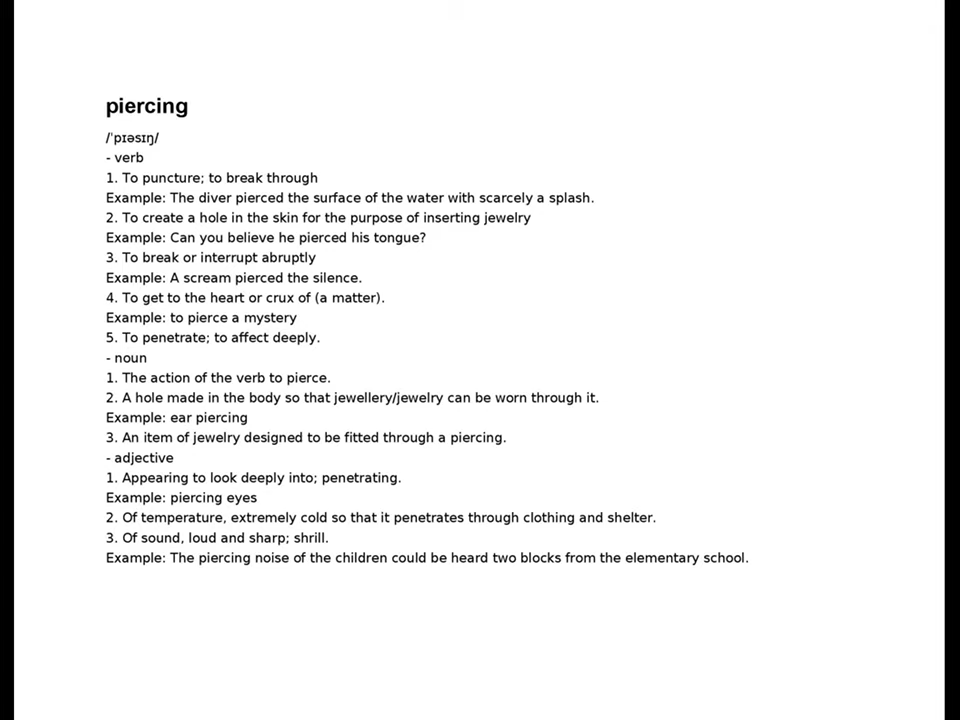 piercing
/ˈpɪəsɪŋ/
- verb
1. To puncture; to break through
Example: The diver pierced the surface of the water with scarcely a splash.
2. To create a hole in the skin for the purpose of inserting jewelry
Example: Can you believe he pierced his tongue?
3. To break or interrupt abruptly
Example: A scream pierced the silence.
4. To get to the heart or crux of (a matter).
Example: to pierce a mystery
5. To penetrate; to affect deeply.
- noun
1. The action of the verb to pierce.
2. A hole made in the body so that jewellery/jewelry can be worn through it.
Example: ear piercing
3. An item of jewelry designed to be fitted through a piercing.
- adjective
1. Appearing to look deeply into; penetrating.
Example: piercing eyes
2. Of temperature, extremely cold so that it penetrates through clothing and shelter.
3. Of sound, loud and sharp; shrill.
Example: The piercing noise of the children could be heard two blocks from the elementary school.